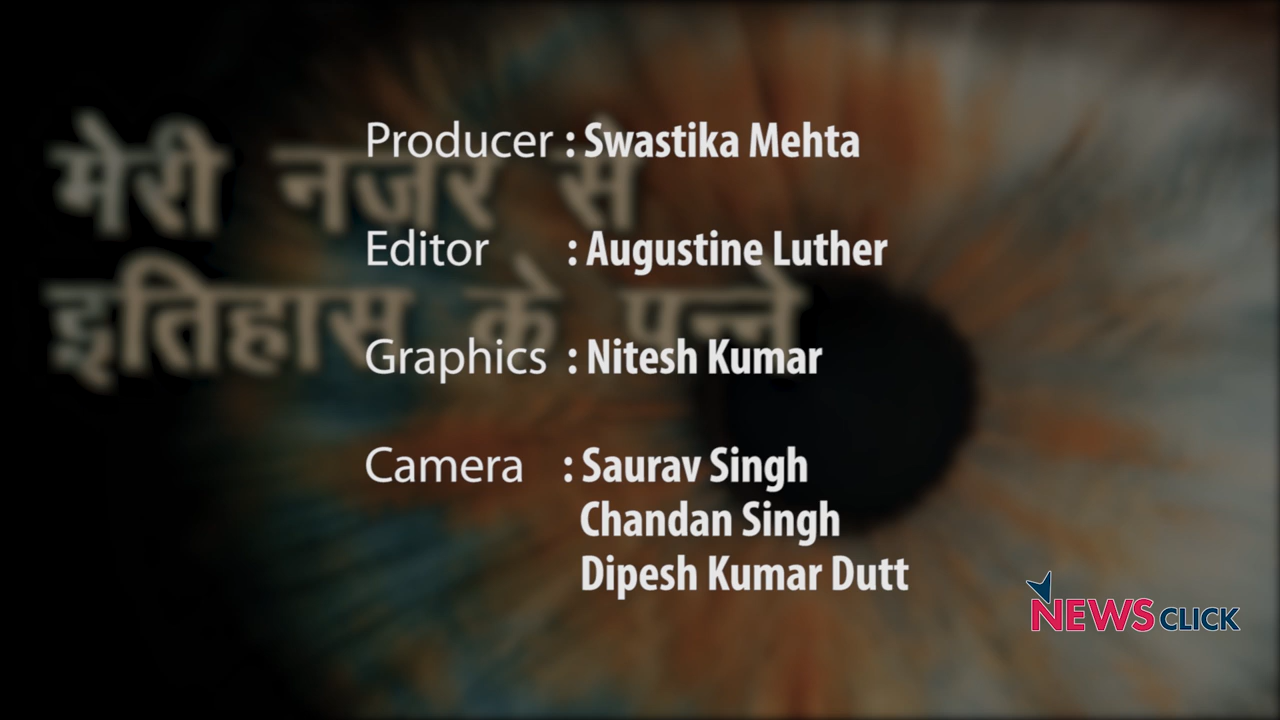 मेरी नजर से
इतिहास के पन्ने
Producer : Swastika Mehta
Editor : Augustine Luther
Graphics : Nitesh Kumar
Camera : Saurav Singh
Chandan Singh
Dipesh Kumar Dutt
NEWSCLICK